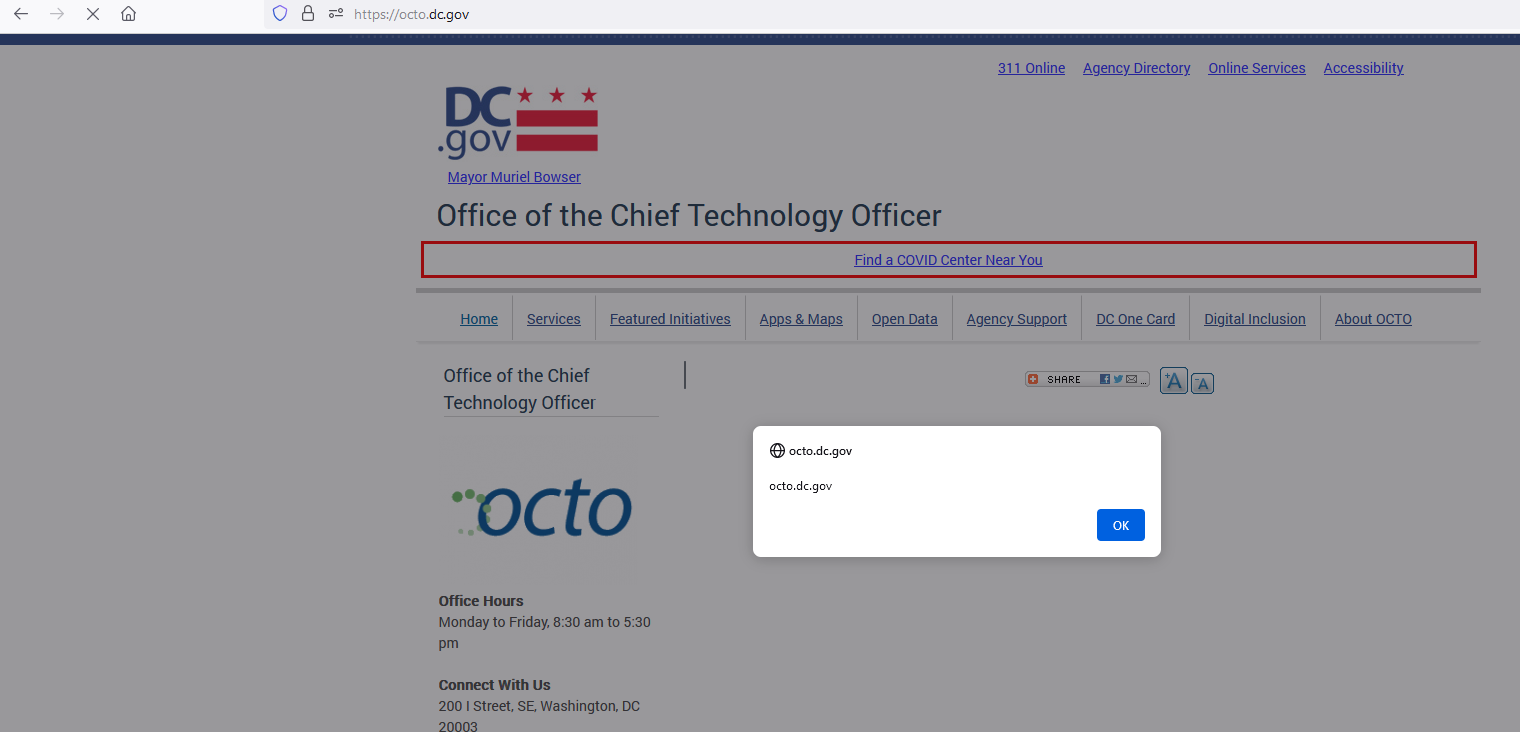 https://octo.dc.gov
311 Online Agency Directory Online Services Accessibility
DC
.gov
Mayor Muriel Bowser
Office of the Chief Technology Officer
Find a COVID Center Near You
Home Services Featured Initiatives Apps & Maps Open Data Agency Support DC One Card Digital Inclusion About OCTO
Office of the Chief
Technology Officer
SHARE ...
A A
octo.dc.gov
octo.dc.gov
OK
octo
Office Hours
Monday to Friday, 8:30 am to 5:30
pm
Connect With Us
200 I Street, SE, Washington, DC
20003